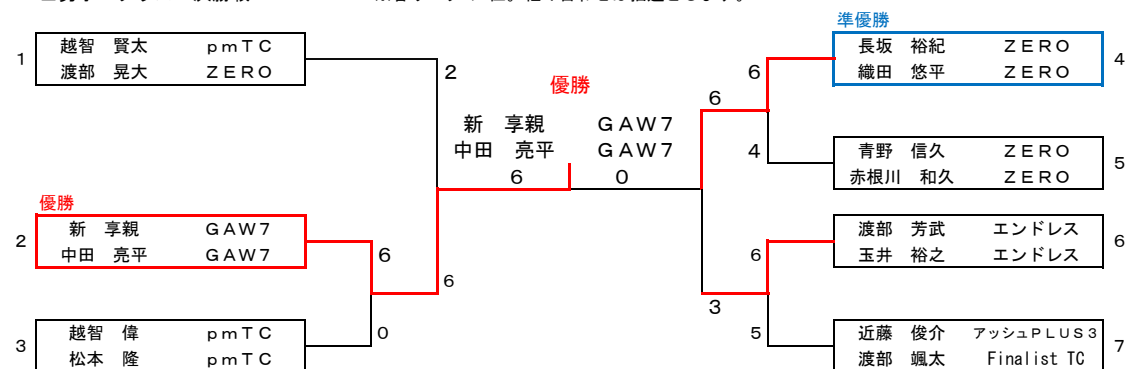 準優勝
1 越智 賢太 pmTC
渡部 晃大 ZERO
2
優勝
新 享親 GAW7
中田 亮平 GAW7
6 0
優勝
2 新 享親 GAW7
中田 亮平 GAW7
6
6
0
3 越智 偉 pmTC
松本 隆 pmTC
長坂 裕紀 ZERO 4
織田 悠平 ZERO
6
6
4
青野 信久 ZERO 5
赤根川 和久 ZERO
渡部 芳武 エンドレス 6
玉井 裕之 エンドレス
6
3
5
近藤 俊介 アッシュPLUS3 7
渡部 颯太 Finalist TC